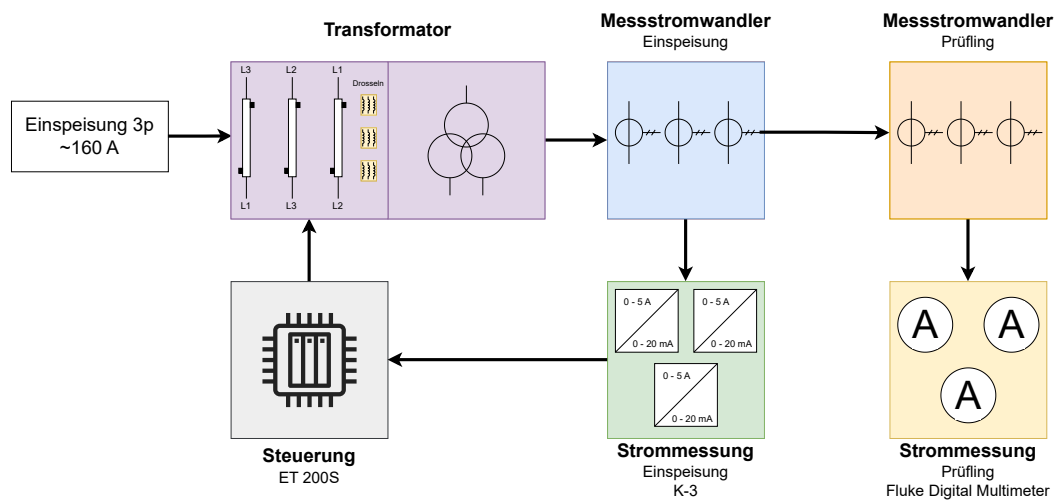 Transformator
Messstromwandler
Einspeisung
Messstromwandler
Prüfling
L3
L2
L1
Drosseln
Einspeisung 3p
~160 A
L1
L3
L2
0 - 5 A
0 - 20 mA
0 - 5 A
0 - 20 mA
0 - 5 A
0 - 20 mA
A
A
A
Steuerung
ET 200S
Strommessung
Einspeisung
K-3
Strommessung
Prüfling
Fluke Digital Multimeter